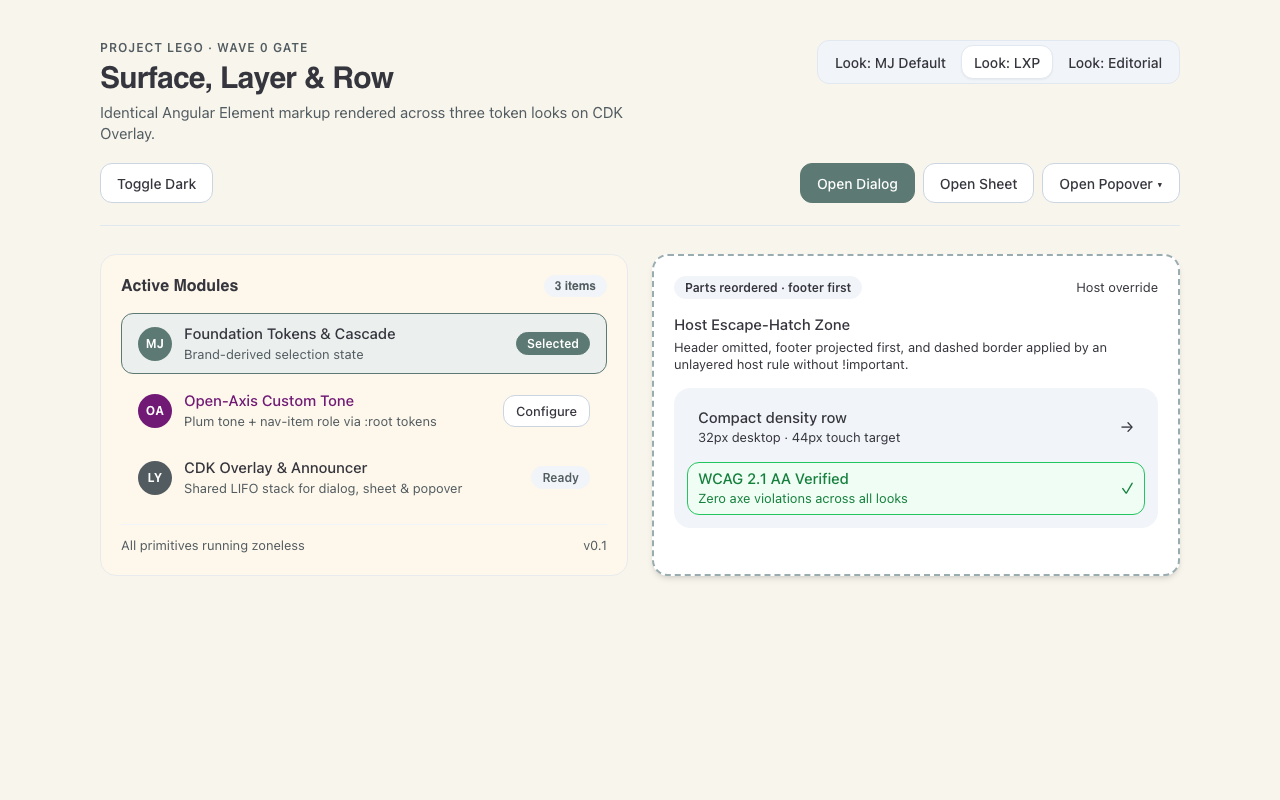 PROJECT LEGO · WAVE 0 GATE
Surface, Layer & Row
Identical Angular Element markup rendered across three token looks on CDK
Overlay.
Look: MJ Default
Look: LXP
Look: Editorial
Toggle Dark
Open Dialog
Open Sheet
Open Popover ▾
Active Modules
3 items
MJ
Foundation Tokens & Cascade
Brand-derived selection state
Selected
OA
Open-Axis Custom Tone
Plum tone + nav-item role via :root tokens
Configure
LY
CDK Overlay & Announcer
Shared LIFO stack for dialog, sheet & popover
Ready
All primitives running zoneless
v0.1
Parts reordered · footer first
Host override
Host Escape-Hatch Zone
Header omitted, footer projected first, and dashed border applied by an
unlayered host rule without !important.
Compact density row
32px desktop · 44px touch target
→
WCAG 2.1 AA Verified
Zero axe violations across all looks
✓